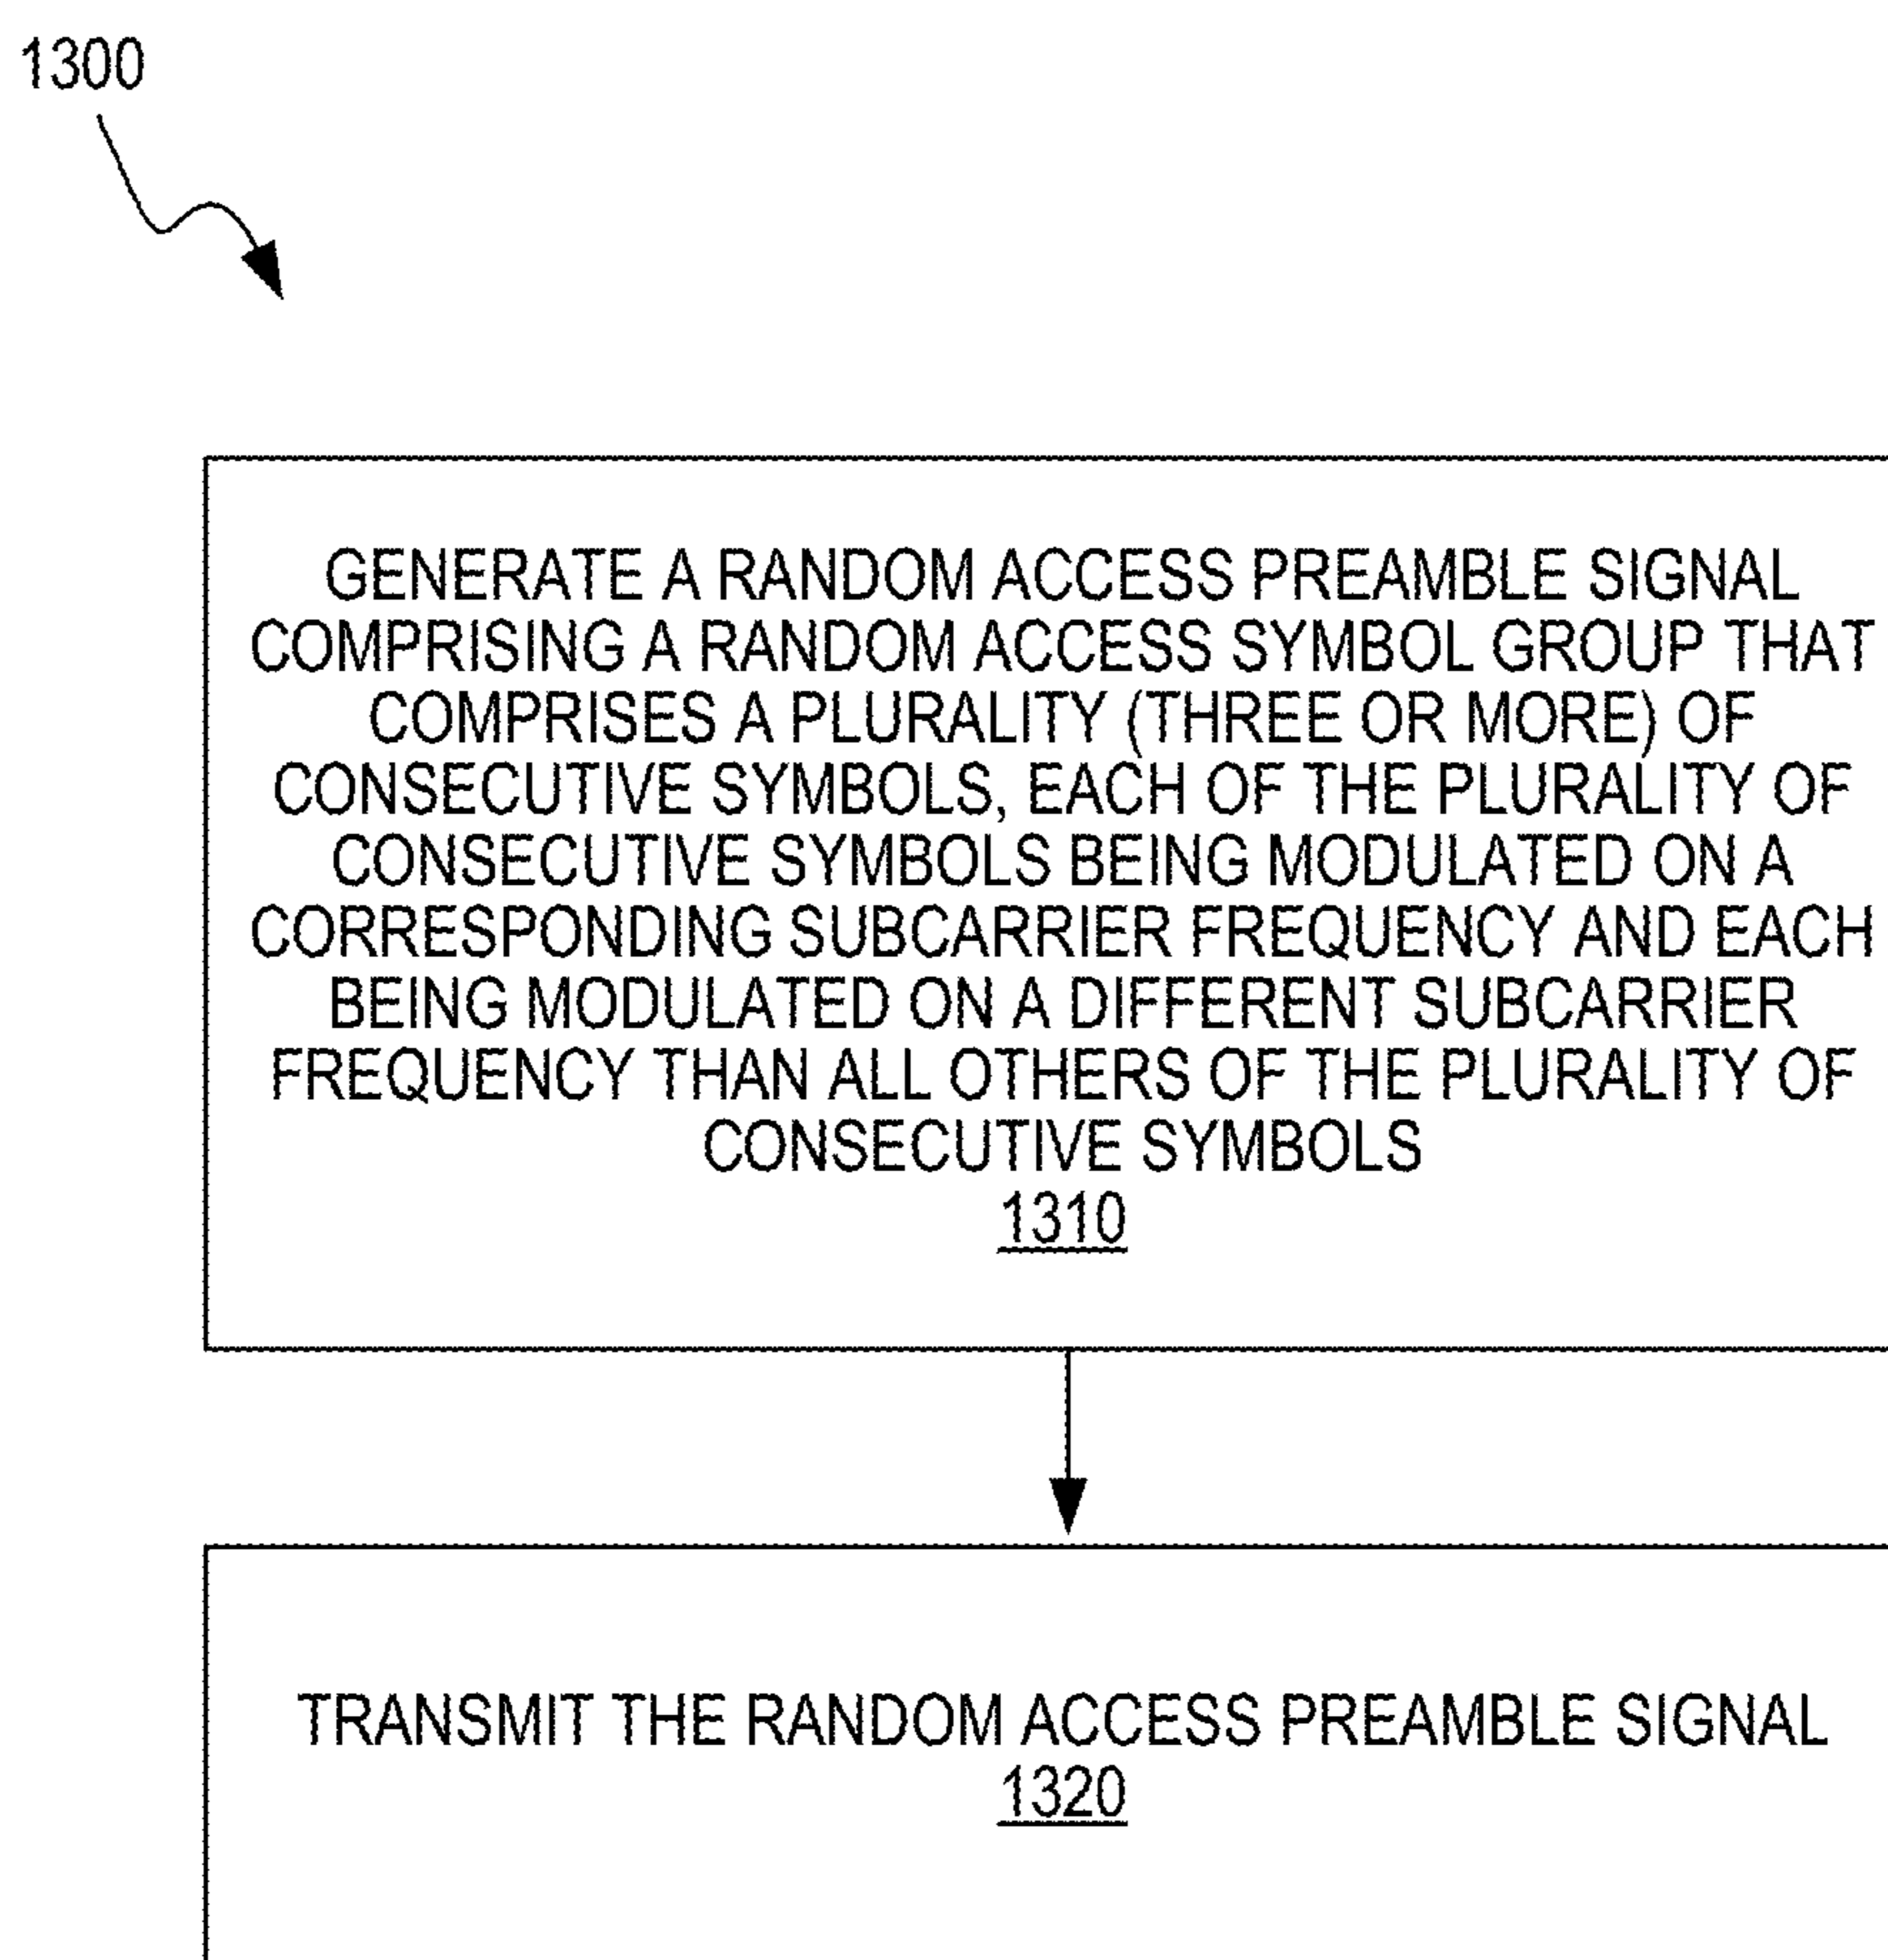 1300
GENERATE A RANDOM ACCESS PREAMBLE SIGNAL
COMPRISING A RANDOM ACCESS SYMBOL GROUP THAT
COMPRISES A PLURALITY (THREE OR MORE) OF
CONSECUTIVE SYMBOLS, EACH OF THE PLURALITY OF
CONSECUTIVE SYMBOLS BEING MODULATED ON A
CORRESPONDING SUBCARRIER FREQUENCY AND EACH
BEING MODULATED ON A DIFFERENT SUBCARRIER
FREQUENCY THAN ALL OTHERS OF THE PLURALITY OF
CONSECUTIVE SYMBOLS
1310
TRANSMIT THE RANDOM ACCESS PREAMBLE SIGNAL
1320